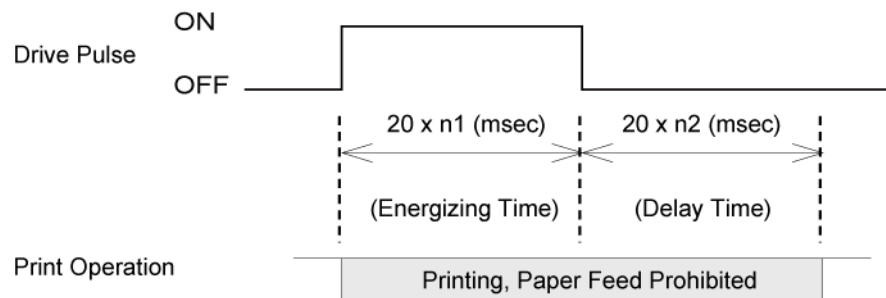 ON
Drive Pulse
OFF
20 x n1 (msec) 20 x n2 (msec)
(Energizing Time) (Delay Time)
Print Operation
Printing, Paper Feed Prohibited